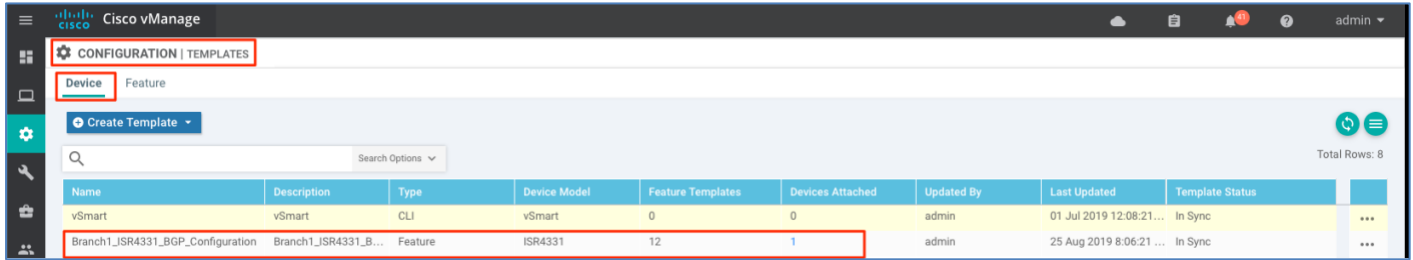 cisco Cisco vManage 41 admin
CONFIGURATION | TEMPLATES
Device Feature
Create Template
Search Options
Total Rows: 8
Name Description Type Device Model Feature Templates Devices Attached Updated By Last Updated Template Status
vSmart vSmart CLI vSmart 0 0 admin 01 Jul 2019 12:08:21... In Sync
Branch1_ISR4331_BGP_Configuration Branch1_ISR4331_B... Feature ISR4331 12 1 admin 25 Aug 2019 8:06:21 ... In Sync